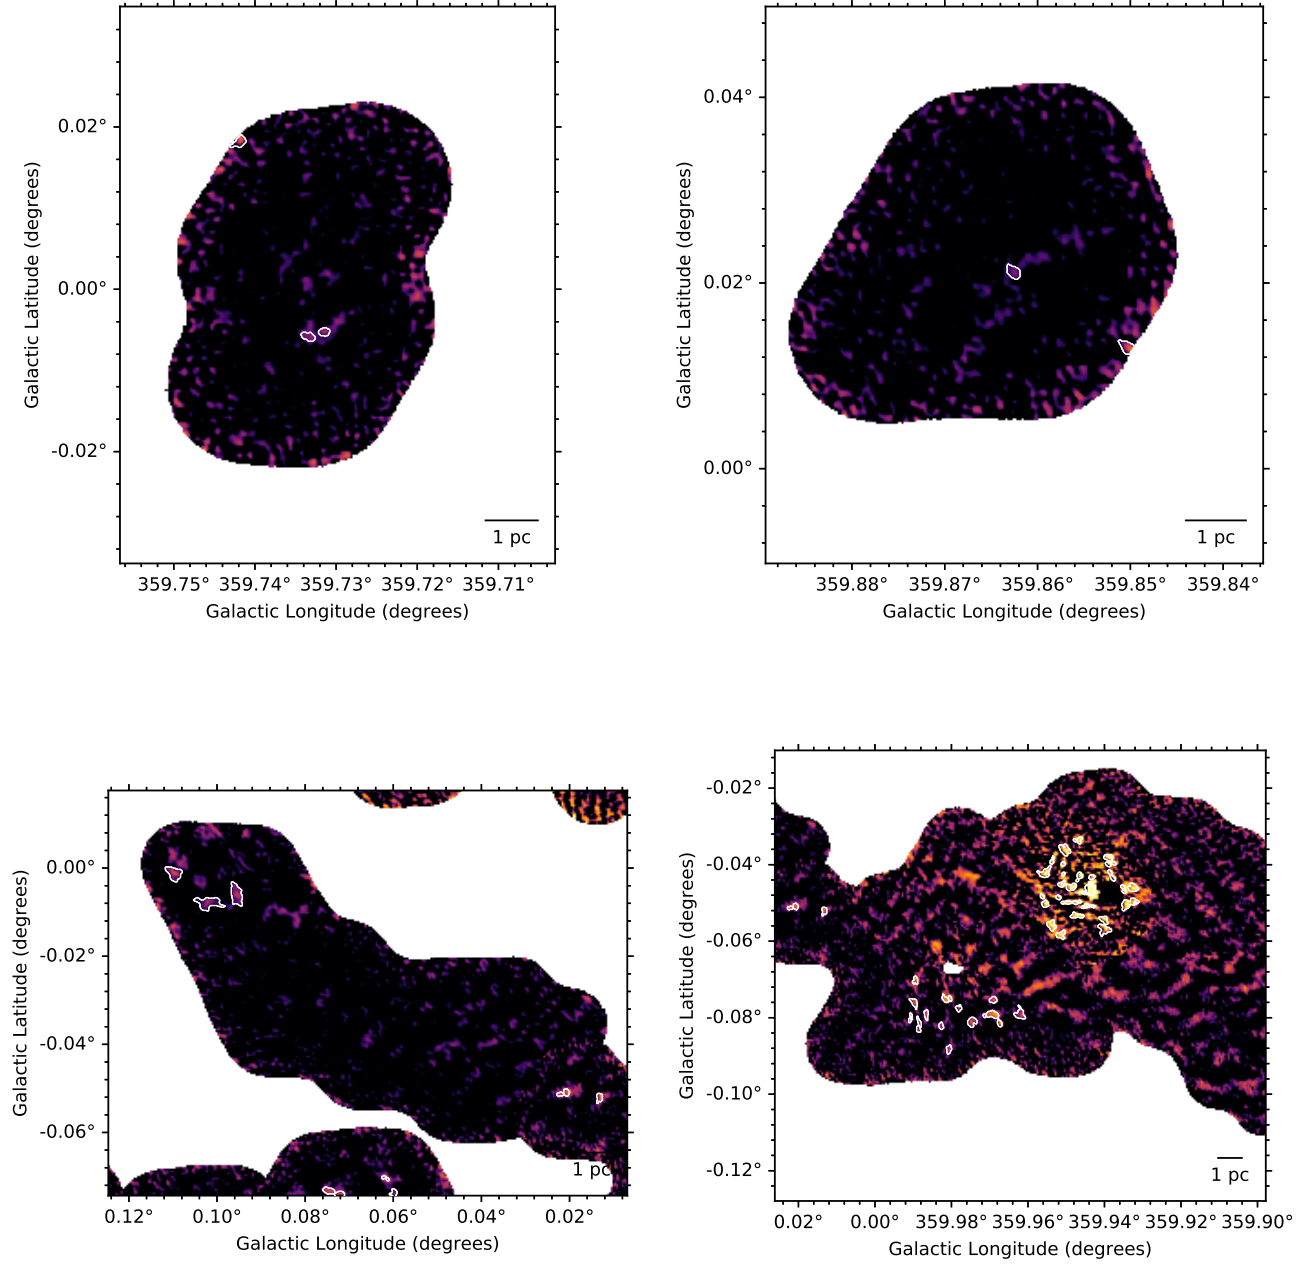 0.02°
0.00°
-0.02°
Galactic Latitude (degrees)
1 pc
359.75° 359.74° 359.73° 359.72° 359.71°
Galactic Longitude (degrees)
0.04°
0.02°
0.00°
Galactic Latitude (degrees)
1 pc
359.88° 359.87° 359.86° 359.85° 359.84°
Galactic Longitude (degrees)
0.00°
-0.02°
-0.04°
-0.06°
Galactic Latitude (degrees)
1 pc
0.12° 0.10° 0.08° 0.06° 0.04° 0.02°
Galactic Longitude (degrees)
-0.02°
-0.04°
-0.06°
-0.08°
-0.10°
-0.12°
Galactic Latitude (degrees)
1 pc
0.02° 0.00° 359.98° 359.96° 359.94° 359.92° 359.90°
Galactic Longitude (degrees)